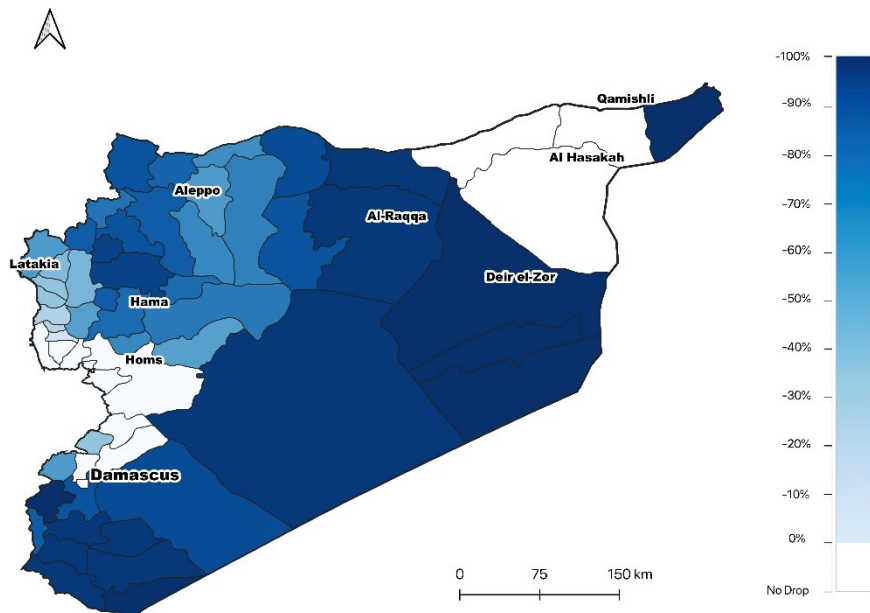 Qamishli
Al Hasakah
Aleppo
Al-Raqqa
Latakia
Deir el-Zor
Hama
Homs
Damascus
0 75 150 km
-100%
-90%
-80%
-70%
-60%
-50%
-40%
-30%
-20%
-10%
0%
No Drop